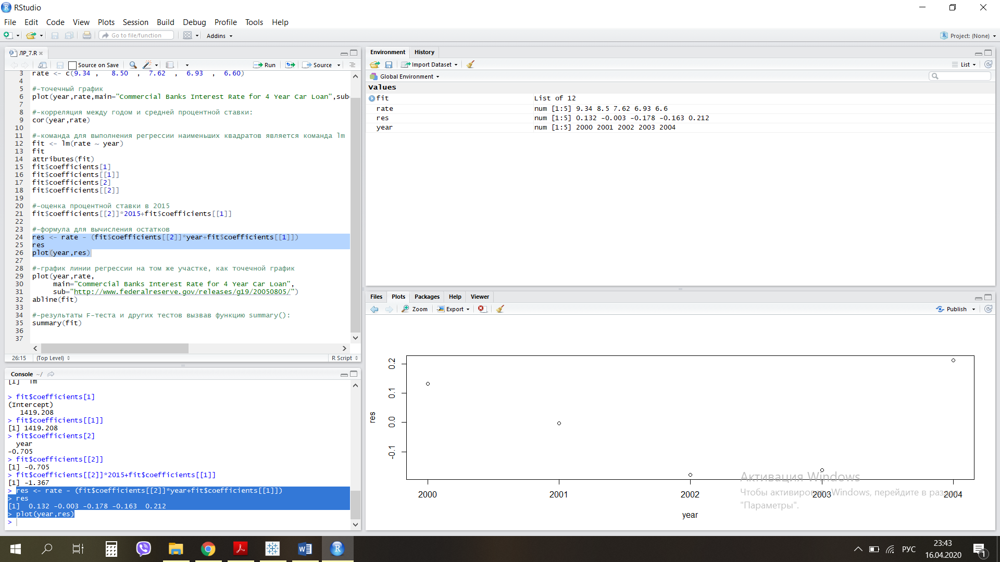 RStudio
File Edit Code View Plots Session Build Debug Profile Tools Help
Go to file/function Addins Project: (None)
ЛР_7.R
Source on Save Run Source
3 rate <- c(9.34 , 8.50 , 7.62 , 6.93 , 6.60)
4
5 #-точечный график
6 plot(year,rate,main="Commercial Banks Interest Rate for 4 Year Car Loan",sub=
7
8 #-корреляция между годом и средней процентной ставки:
9 cor(year,rate)
10
11 #-команда для выполнения регрессии наименьших квадратов является команда lm
12 fit <- lm(rate ~ year)
13 fit
14 attributes(fit)
15 fit$coefficients[1]
16 fit$coefficients[[1]]
17 fit$coefficients[2]
18 fit$coefficients[[2]]
19
20 #-оценка процентной ставки в 2015
21 fit$coefficients[[2]]*2015+fit$coefficients[[1]]
22
23 #-формула для вычисления остатков
24 res <- rate - (fit$coefficients[[2]]*year+fit$coefficients[[1]])
25 res
26 plot(year,res)
27
28 #-график линии регрессии на том же участке, как точечной график
29 plot(year,rate,
30 main="Commercial Banks Interest Rate for 4 Year Car Loan",
31 sub="http://www.federalreserve.gov/releases/g19/20050805/")
32 abline(fit)
33
34 #-результаты F-теста и других тестов вызвав функцию summary():
35 summary(fit)
36
37
26:15 (Top Level) R Script
Console ~/
[1] "lm"
> fit$coefficients[1]
(Intercept)
1419.208
> fit$coefficients[[1]]
[1] 1419.208
> fit$coefficients[2]
year
-0.705
> fit$coefficients[[2]]
[1] -0.705
> fit$coefficients[[2]]*2015+fit$coefficients[[1]]
[1] -1.367
> res <- rate - (fit$coefficients[[2]]*year+fit$coefficients[[1]])
> res
[1] 0.132 -0.003 -0.178 -0.163 0.212
> plot(year,res)
>
Environment History
Import Dataset List
Global Environment
Values
fit List of 12
rate num [1:5] 9.34 8.5 7.62 6.93 6.6
res num [1:5] 0.132 -0.003 -0.178 -0.163 0.212
year num [1:5] 2000 2001 2002 2003 2004
Files Plots Packages Help Viewer
Zoom Export Publish
0.2
0.1
0.0
-0.1
res
2000 2001 2002 2003 2004
year
Активация Windows
Чтобы активировать Windows, перейдите в раздел
"Параметры".
РУС
23:43
16.04.2020
1